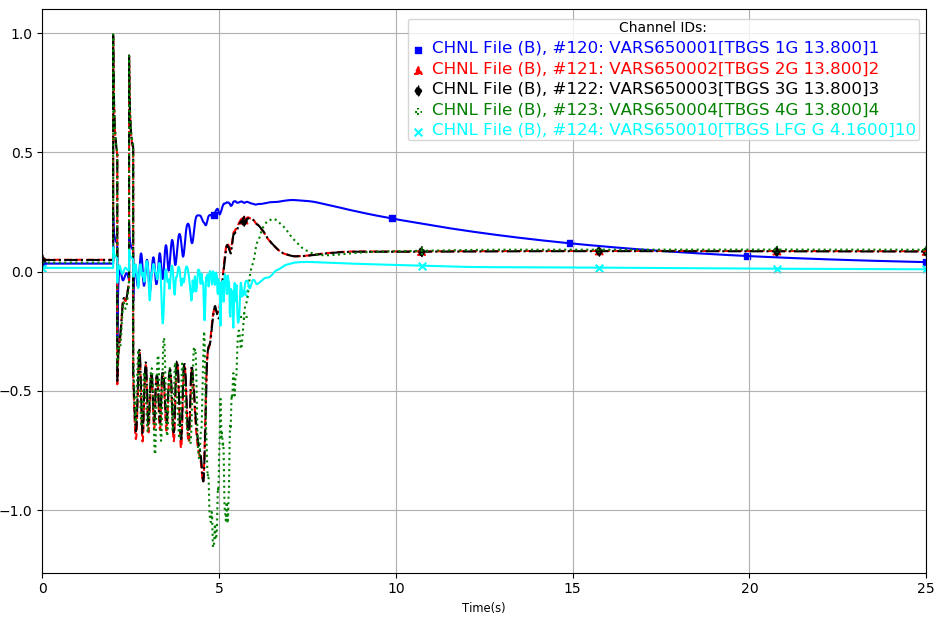 Channel IDs:
CHNL File (B), #120: VARS650001[TBGS 1G 13.800]1
CHNL File (B), #121: VARS650002[TBGS 2G 13.800]2
CHNL File (B), #122: VARS650003[TBGS 3G 13.800]3
CHNL File (B), #123: VARS650004[TBGS 4G 13.800]4
CHNL File (B), #124: VARS650010[TBGS LFG G 4.1600]10
1.0
0.5
0.0
−0.5
−1.0
0 5 10 15 20 25
Time(s)